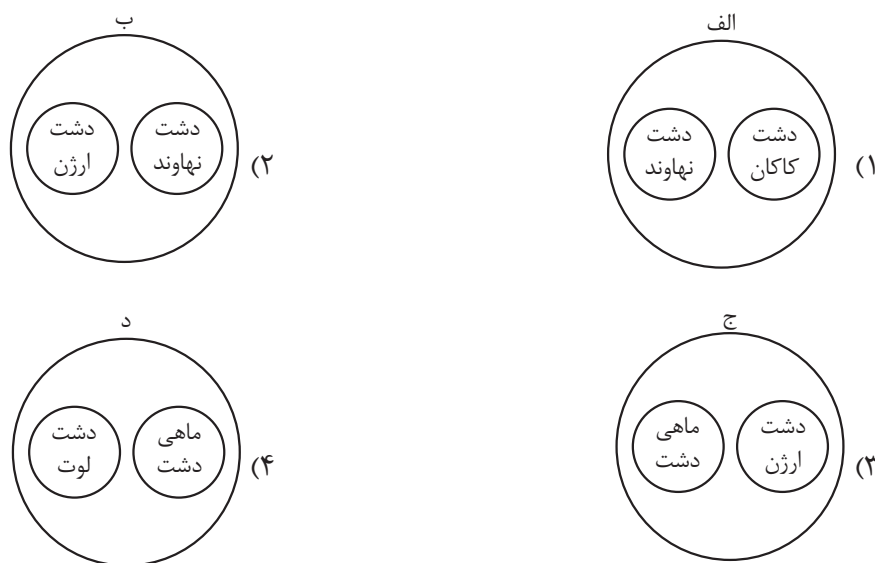 الف
دشت
کاکان
دشت
نهاوند
۱)
ب
دشت
نهاوند
دشت
ارژن
۲)
ج
دشت
ارژن
ماهی
دشت
۳)
د
ماهی
دشت
دشت
لوت
۴)